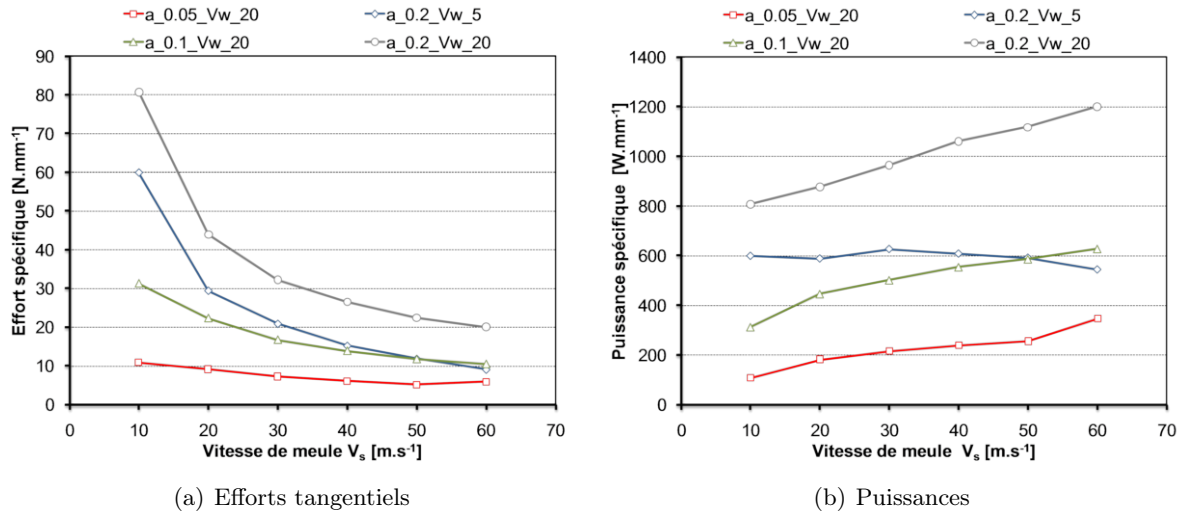 a_0.05_Vw_20
a_0.2_Vw_5
a_0.1_Vw_20
a_0.2_Vw_20
90
80
70
60
50
40
30
20
10
0
Effort spécifique [N.mm⁻¹]
0 10 20 30 40 50 60 70
Vitesse de meule Vₛ [m.s⁻¹]
(a) Efforts tangentiels
a_0.05_Vw_20
a_0.2_Vw_5
a_0.1_Vw_20
a_0.2_Vw_20
1400
1200
1000
800
600
400
200
0
Puissance spécifique [W.mm⁻¹]
0 10 20 30 40 50 60 70
Vitesse de meule Vₛ [m.s⁻¹]
(b) Puissances